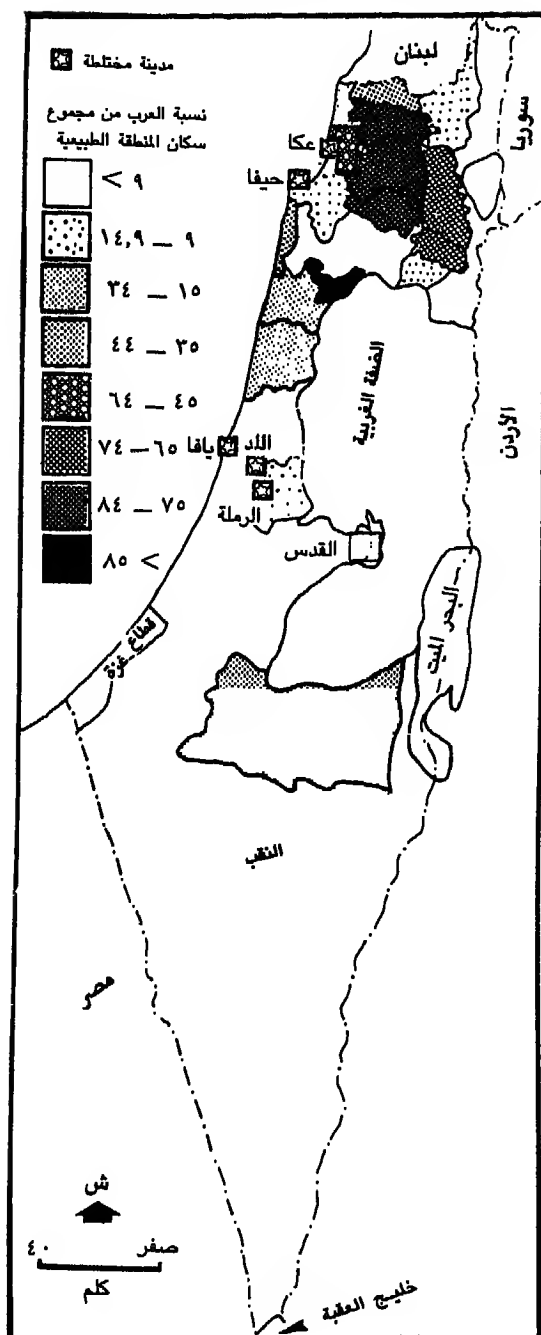 مدينة مختلطة
نسبة العرب من مجموع
سكان المنطقة الطبيعية
٩ >
٩ — ١٤,٩
١٥ — ٣٤
٣٥ — ٤٤
٤٥ — ٦٤
٦٥ — ٧٤
٧٥ — ٨٤
٨٥ <
لبنان
سوريا
عكا
حيفا
الضفة الغربية
الأردن
يافا
اللد
الرملة
القدس
البحر الميت
قطاع غزة
النقب
مصر
ش
صفر ٤٠
كلم
خليج العقبة